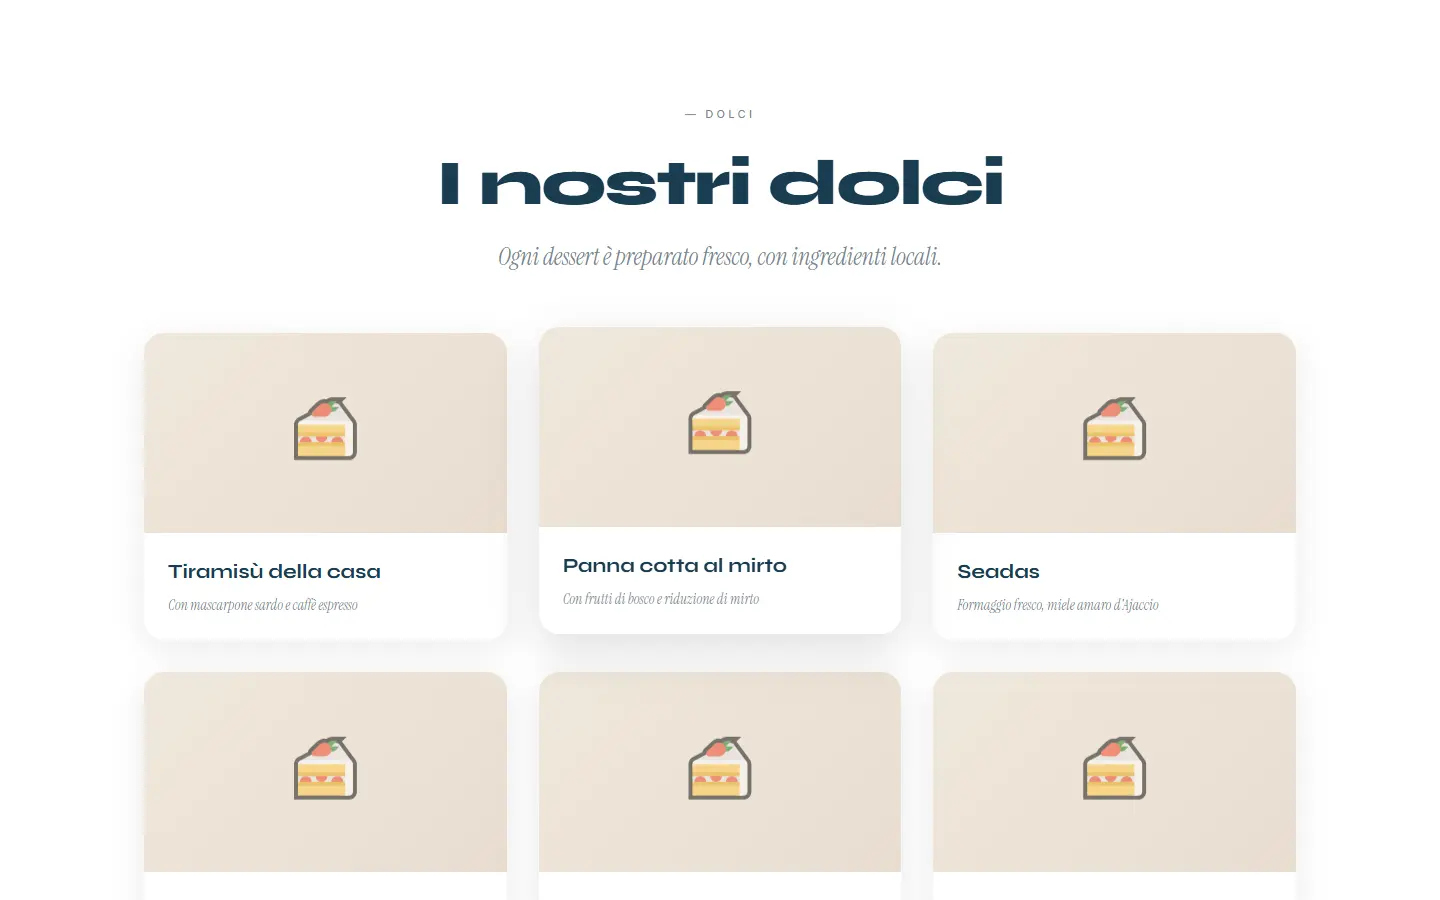 — DOLCI
I nostri dolci
Ogni dessert è preparato fresco, con ingredienti locali.
Tiramisù della casa
Con mascarpone sardo e caffè espresso
Panna cotta al mirto
Con frutti di bosco e riduzione di mirto
Seadas
Formaggio fresco, miele amaro d'Ajaccio